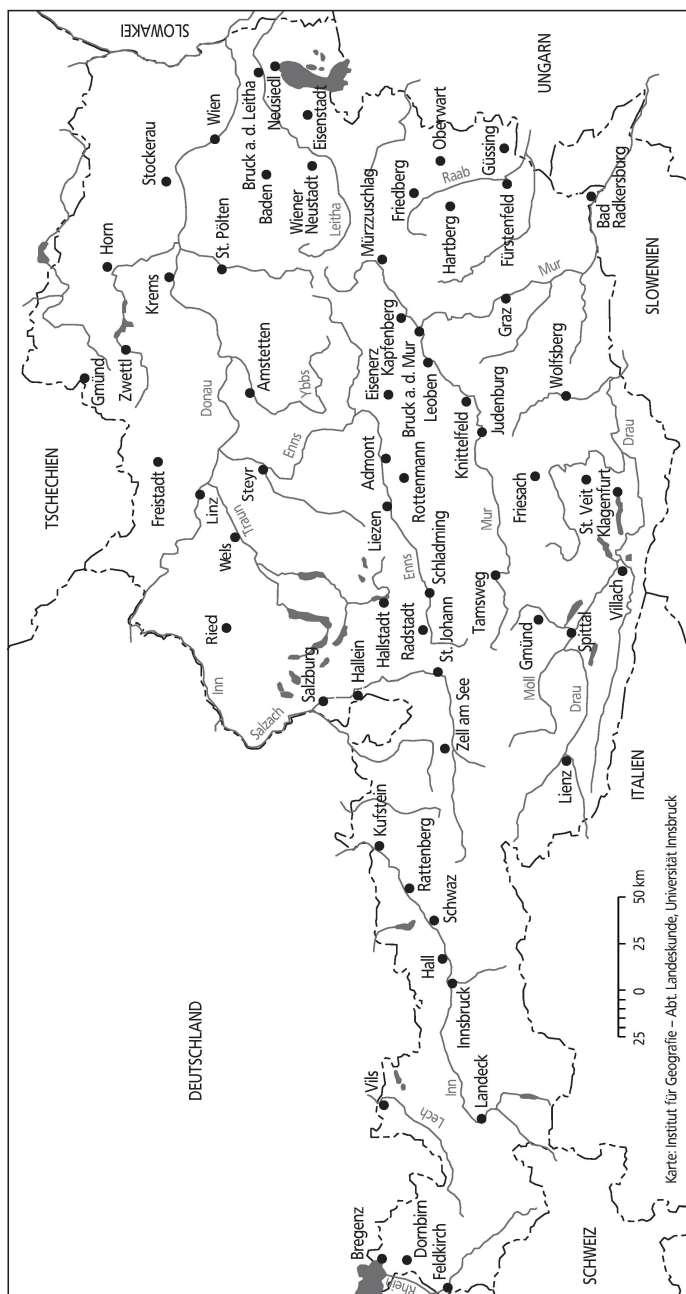 DEUTSCHLAND
TSCHECHIEN
SLOWAKEI
UNGARN
SLOWENIEN
ITALIEN
SCHWEIZ
Gmünd
Zwettl
Horn
Stockerau
Krems
Wien
St. Pölten
Donau
Freistadt
Linz
Traun
Wels
Ried
Inn
Salzach
Steyr
Enns
Amstetten
Ybbs
Bruck a. d. Leitha
Neusiedl
Eisenstadt
Baden
Wiener
Neustadt
Leitha
Salzburg
Hallein
Hallstadt
Liezen
Admont
Rottenmann
Eisenerz
Kapfenberg
Bruck a. d. Mur
Leoben
Mürzzuschlag
Friedberg
Oberwart
Raab
Hartberg
Güssing
Fürstenfeld
Bad
Radkersburg
Mur
Graz
Wolfsberg
Knittelfeld
Judenburg
Mur
Enns
Schladming
Radstadt
St. Johann
Tamsweg
Zell am See
Friesach
St. Veit
Klagenfurt
Drau
Villach
Gmünd
Spittal
Möll
Drau
Lienz
Kufstein
Rattenberg
Schwaz
Hall
Innsbruck
Inn
Landeck
Vils
Lech
Bregenz
Dornbirn
Feldkirch
Rhein
25 0 25 50 km
Karte: Institut für Geografie – Abt. Landeskunde, Universität Innsbruck